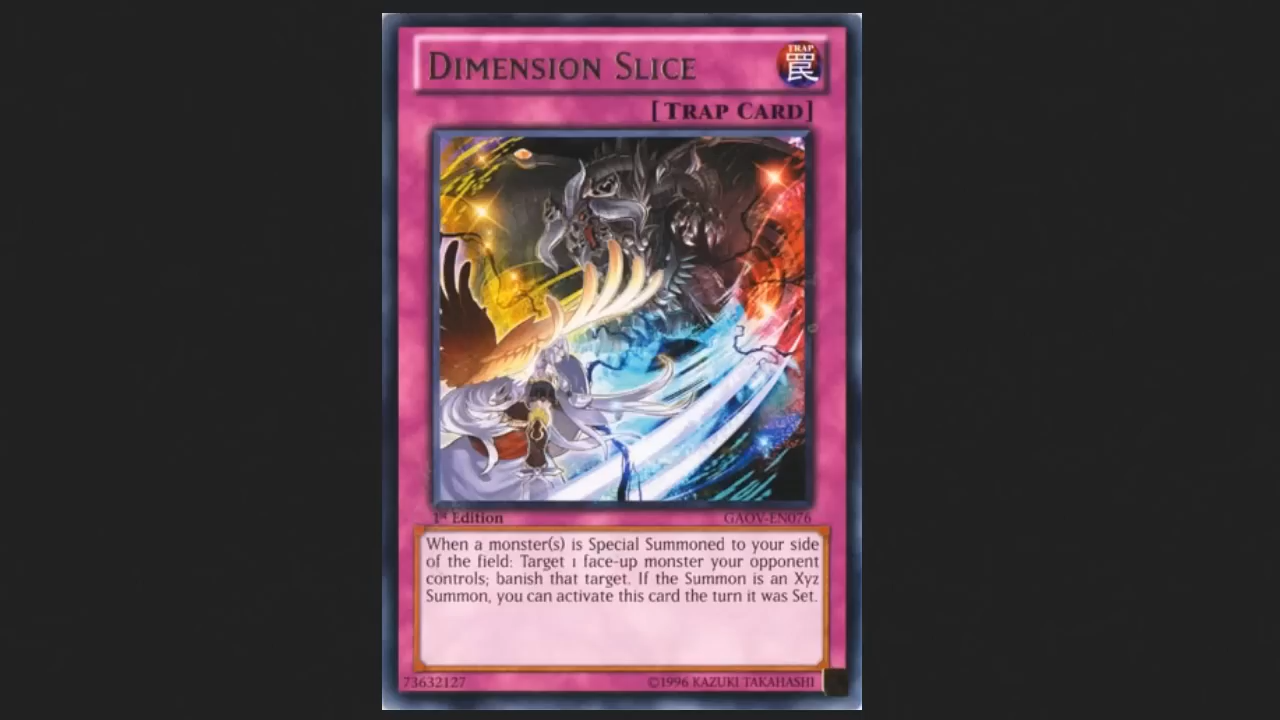 DIMENSION SLICE
TRAP
罠
[TRAP CARD]
1st Edition
GAOV-EN076
When a monster(s) is Special Summoned to your side
of the field: Target 1 face-up monster your opponent
controls; banish that target. If the Summon is an Xyz
Summon, you can activate this card the turn it was Set.
73632127
©1996 KAZUKI TAKAHASHI